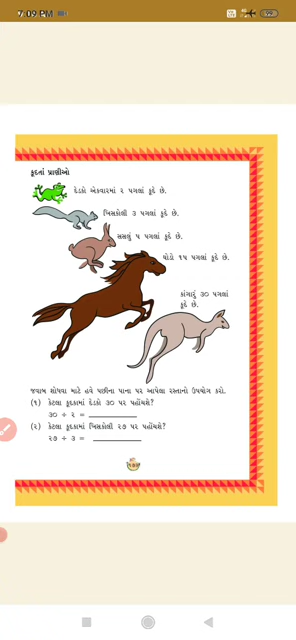 7:09 PM
99
કૂદતાં પ્રાણીઓ
દેડકો એકવારમાં ૨ પગલાં કૂદે છે.
ખિસકોલી ૩ પગલાં કૂદે છે.
સસલું ૫ પગલાં કૂદે છે.
ઘોડો ૧૫ પગલાં કૂદે છે.
કાંગારું ૩૦ પગલાં
કૂદે છે.
જવાબ શોધવા માટે હવે પછીના પાના પર આપેલા રસ્તાનો ઉપયોગ કરો.
(૧) કેટલા કૂદકામાં દેડકો ૩૦ પર પહોંચશે?
૩૦ ÷ ૨ =
(૨) કેટલા કૂદકામાં ખિસકોલી ૨૭ પર પહોંચશે?
૨૭ ÷ ૩ =